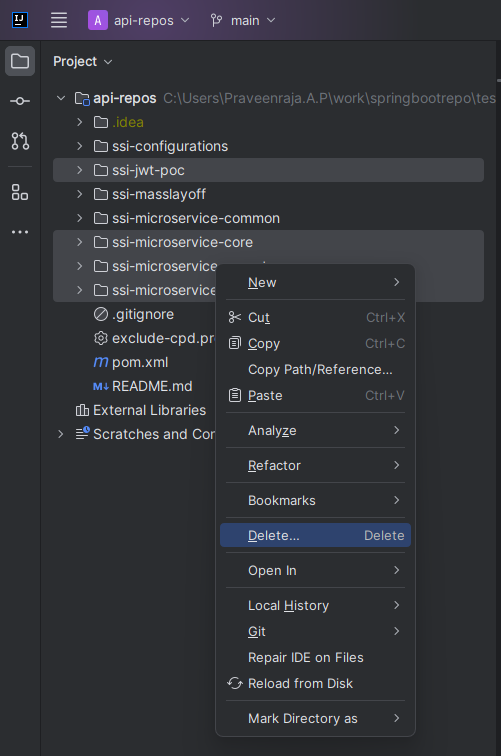 IJ
A api-repos main
Project
api-repos C:\Users\Praveenraja.A.P\work\springbootrepo\tes
.idea
ssi-configurations
ssi-jwt-poc
ssi-masslayoff
ssi-microservice-common
ssi-microservice-core
ssi-microservice
ssi-microservice
.gitignore
exclude-cpd.pr
m pom.xml
M↓ README.md
External Libraries
Scratches and Con
New
Cut Ctrl+X
Copy Ctrl+C
Copy Path/Reference...
Paste Ctrl+V
Analyze
Refactor
Bookmarks
Delete... Delete
Open In
Local History
Git
Repair IDE on Files
Reload from Disk
Mark Directory as